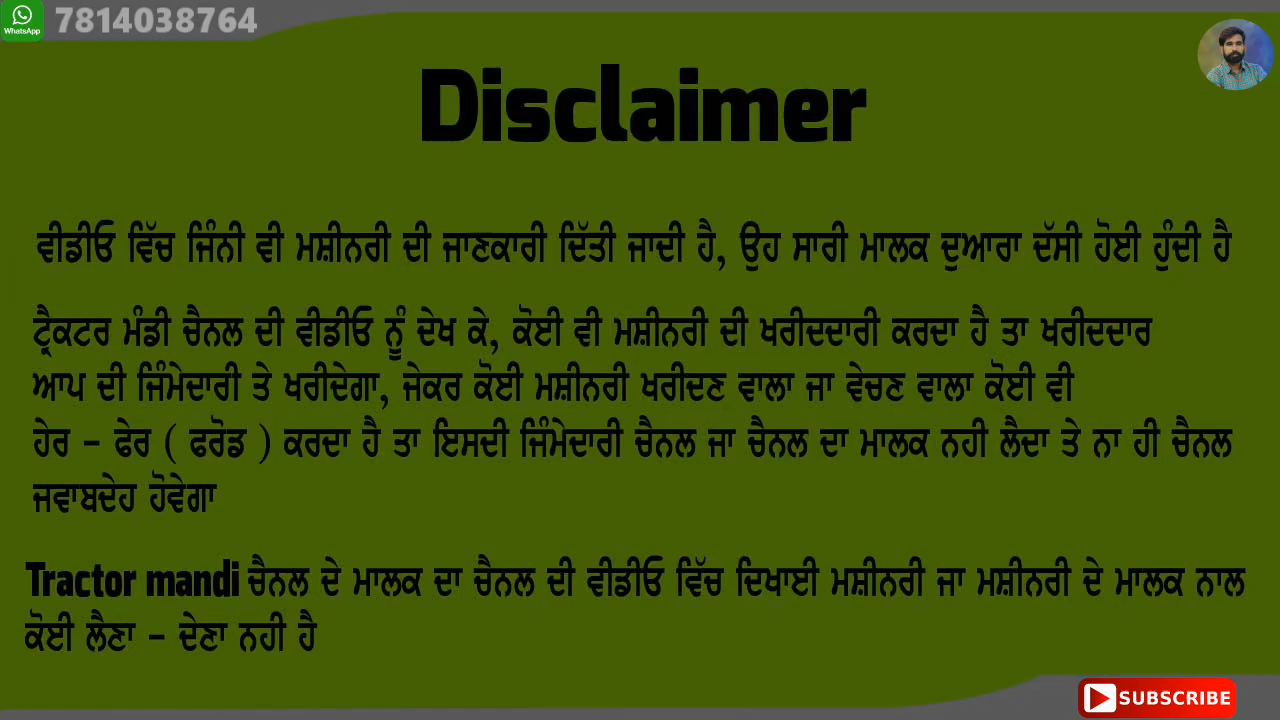 WhatsApp
7814038764
Disclaimer
ਵੀਡੀਓ ਵਿੱਚ ਜਿੰਨੀ ਵੀ ਮਸ਼ੀਨਰੀ ਦੀ ਜਾਣਕਾਰੀ ਦਿੱਤੀ ਜਾਦੀ ਹੈ, ਉਹ ਸਾਰੀ ਮਾਲਕ ਦੁਆਰਾ ਦੱਸੀ ਹੋਈ ਹੁੰਦੀ ਹੈ
ਟ੍ਰੈਕਟਰ ਮੰਡੀ ਚੈਨਲ ਦੀ ਵੀਡੀਓ ਨੂੰ ਦੇਖ ਕੇ, ਕੋਈ ਵੀ ਮਸ਼ੀਨਰੀ ਦੀ ਖਰੀਦਦਾਰੀ ਕਰਦਾ ਹੈ ਤਾ ਖਰੀਦਦਾਰ
ਆਪ ਦੀ ਜਿੰਮੇਦਾਰੀ ਤੇ ਖਰੀਦੇਗਾ, ਜੇਕਰ ਕੋਈ ਮਸ਼ੀਨਰੀ ਖਰੀਦਣ ਵਾਲਾ ਜਾ ਵੇਚਣ ਵਾਲਾ ਕੋਈ ਵੀ
ਹੇਰ - ਫੇਰ ( ਫਰੋਡ ) ਕਰਦਾ ਹੈ ਤਾ ਇਸਦੀ ਜਿੰਮੇਦਾਰੀ ਚੈਨਲ ਜਾ ਚੈਨਲ ਦਾ ਮਾਲਕ ਨਹੀ ਲੈਦਾ ਤੇ ਨਾ ਹੀ ਚੈਨਲ
ਜਵਾਬਦੇਹ ਹੋਵੇਗਾ
Tractor mandi ਚੈਨਲ ਦੇ ਮਾਲਕ ਦਾ ਚੈਨਲ ਦੀ ਵੀਡੀਓ ਵਿੱਚ ਦਿਖਾਈ ਮਸ਼ੀਨਰੀ ਜਾ ਮਸ਼ੀਨਰੀ ਦੇ ਮਾਲਕ ਨਾਲ
ਕੋਈ ਲੈਣਾ - ਦੇਣਾ ਨਹੀ ਹੈ
SUBSCRIBE